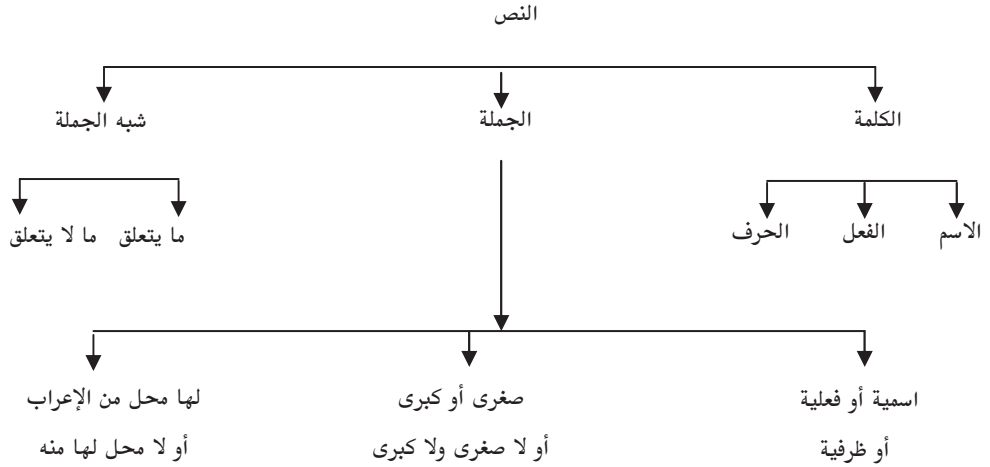 النص
الكلمة
الجملة
شبه الجملة
الاسم
الفعل
الحرف
ما يتعلق
ما لا يتعلق
اسمية أو فعلية
أو ظرفية
صغرى أو كبرى
أو لا صغرى ولا كبرى
لها محل من الإعراب
أو لا محل لها منه